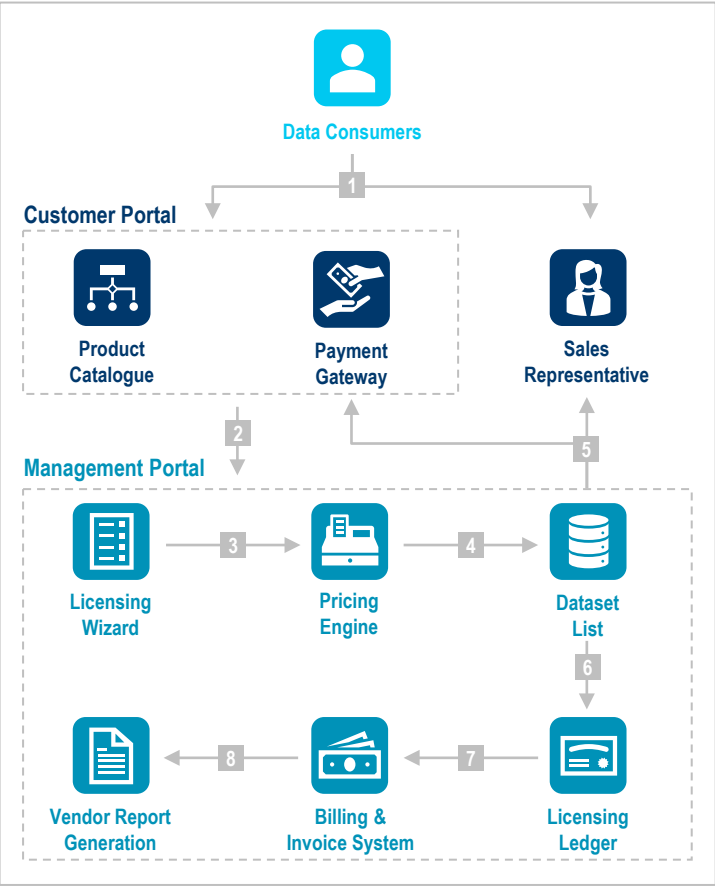 Data Consumers
1
Customer Portal
Product
Catalogue
Payment
Gateway
Sales
Representative
2
5
Management Portal
3
4
Licensing
Wizard
Pricing
Engine
Dataset
List
6
8
7
Vendor Report
Generation
Billing &
Invoice System
Licensing
Ledger